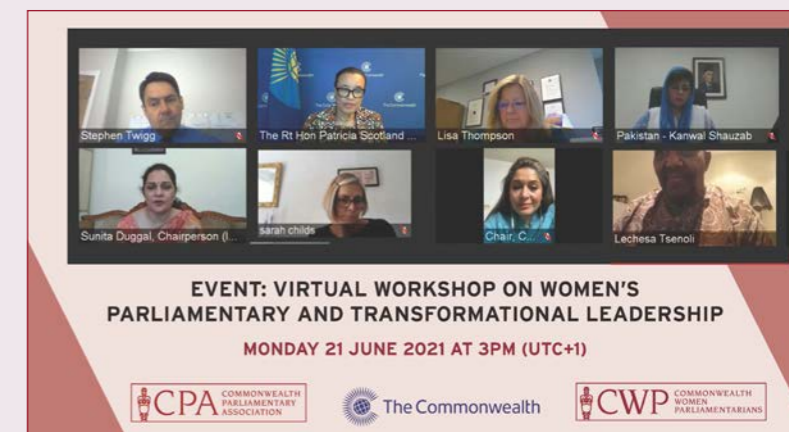 Stephen Twigg
The Rt Hon Patricia Scotland ...
Lisa Thompson
Pakistan - Kanwal Shauzab
Sunita Duggal, Chairperson (I...
sarah childs
Chair, C...
Lechesa Tsenoli
EVENT: VIRTUAL WORKSHOP ON WOMEN'S
PARLIAMENTARY AND TRANSFORMATIONAL LEADERSHIP
MONDAY 21 JUNE 2021 AT 3PM (UTC+1)
CPA COMMONWEALTH
PARLIAMENTARY
ASSOCIATION
The Commonwealth
CWP COMMONWEALTH
WOMEN
PARLIAMENTARIANS